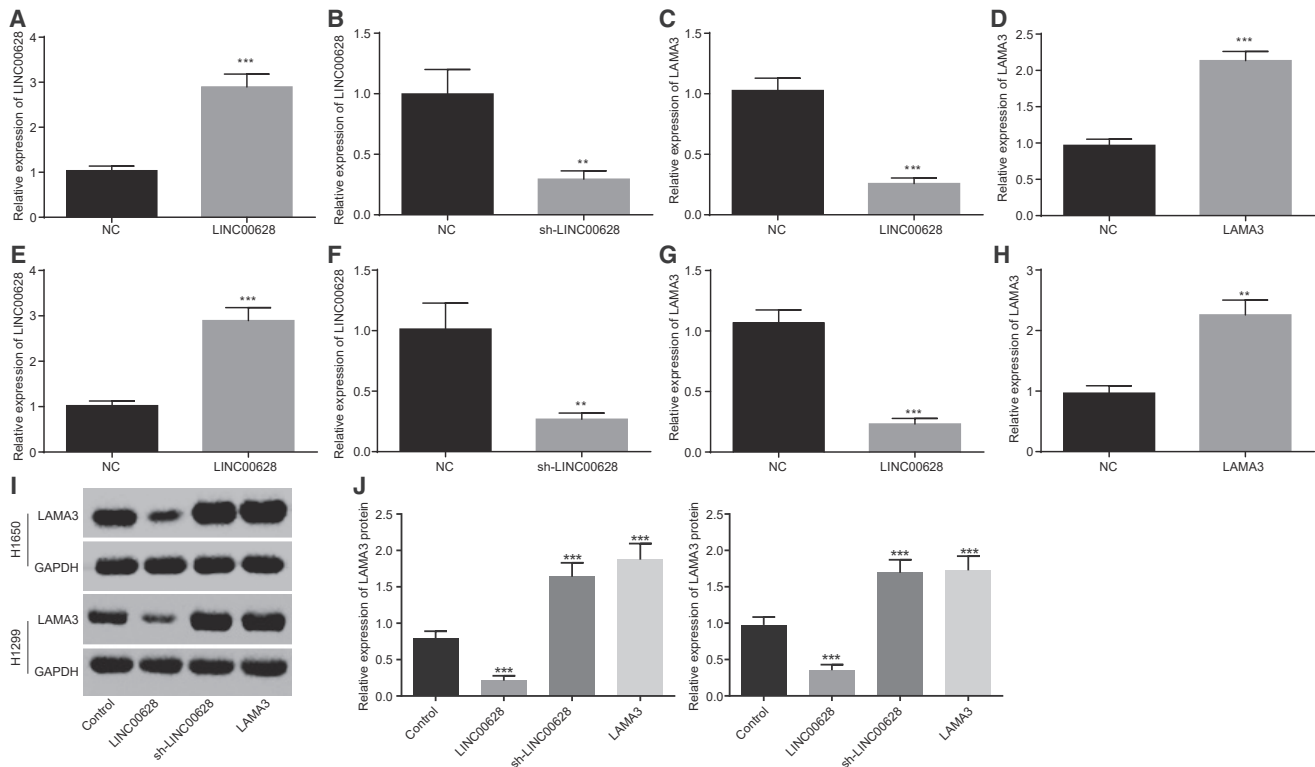 A
Relative expression of LINC00628
4
3
2
1
0
***
NC
LINC00628
B
Relative expression of LINC00628
1.5
1.0
0.5
0.0
**
NC
sh-LINC00628
C
Relative expression of LAMA3
1.5
1.0
0.5
0.0
***
NC
LINC00628
D
Relative expression of LAMA3
2.5
2.0
1.5
1.0
0.5
0.0
***
NC
LAMA3
E
Relative expression of LINC00628
4
3
2
1
0
***
NC
LINC00628
F
Relative expression of LINC00628
1.5
1.0
0.5
0.0
**
NC
sh-LINC00628
G
Relative expression of LAMA3
1.5
1.0
0.5
0.0
***
NC
LINC00628
H
Relative expression of LAMA3
3
2
1
0
**
NC
LAMA3
I
H1650
LAMA3
GAPDH
H1299
LAMA3
GAPDH
Control
LINC00628
sh-LINC00628
LAMA3
J
Relative expression of LAMA3 protein
2.5
2.0
1.5
1.0
0.5
0.0
***
***
***
Control
LINC00628
sh-LINC00628
LAMA3
Relative expression of LAMA3 protein
2.5
2.0
1.5
1.0
0.5
0.0
***
***
***
Control
LINC00628
sh-LINC00628
LAMA3